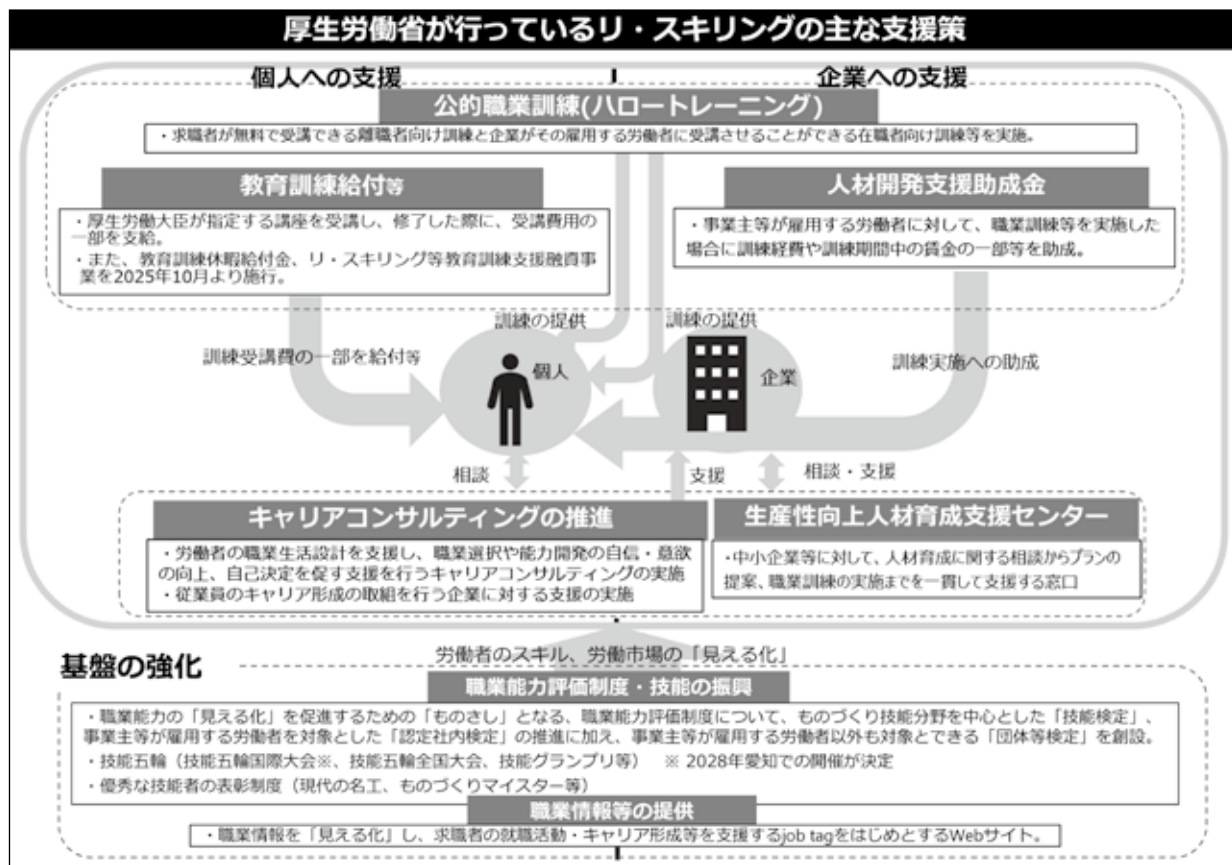 厚生労働省が行っているリ・スキリングの主な支援策
個人への支援
企業への支援
公的職業訓練(ハロートレーニング)
・求職者が無料で受講できる離職者向け訓練と企業がその雇用する労働者に受講させることができる在職者向け訓練等を実施。
教育訓練給付等
・厚生労働大臣が指定する講座を受講し、修了した際に、受講費用の
一部を支給。
・また、教育訓練休暇給付金、リ・スキリング等教育訓練支援融資事
業を2025年10月より施行。
人材開発支援助成金
・事業主等が雇用する労働者に対して、職業訓練等を実施した
場合に訓練経費や訓練期間中の賃金の一部等を助成。
訓練の提供
訓練の提供
訓練受講費の一部を給付等
個人
企業
訓練実施への助成
相談
支援
相談・支援
キャリアコンサルティングの推進
・労働者の職業生活設計を支援し、職業選択や能力開発の自信・意欲
の向上、自己決定を促す支援を行うキャリアコンサルティングの実施
・従業員のキャリア形成の取組を行う企業に対する支援の実施
生産性向上人材育成支援センター
・中小企業等に対して、人材育成に関する相談からプランの
提案、職業訓練の実施までを一貫して支援する窓口
基盤の強化
労働者のスキル、労働市場の「見える化」
職業能力評価制度・技能の振興
・職業能力の「見える化」を促進するための「ものさし」となる、職業能力評価制度について、ものづくり技能分野を中心とした「技能検定」、
事業主等が雇用する労働者を対象とした「認定社内検定」の推進に加え、事業主等が雇用する労働者以外も対象とできる「団体等検定」を創設。
・技能五輪（技能五輪国際大会※、技能五輪全国大会、技能グランプリ等）　※ 2028年愛知での開催が決定
・優秀な技能者の表彰制度（現代の名工、ものづくりマイスター等）
職業情報等の提供
・職業情報を「見える化」し、求職者の就職活動・キャリア形成等を支援するjob tagをはじめとするWebサイト。